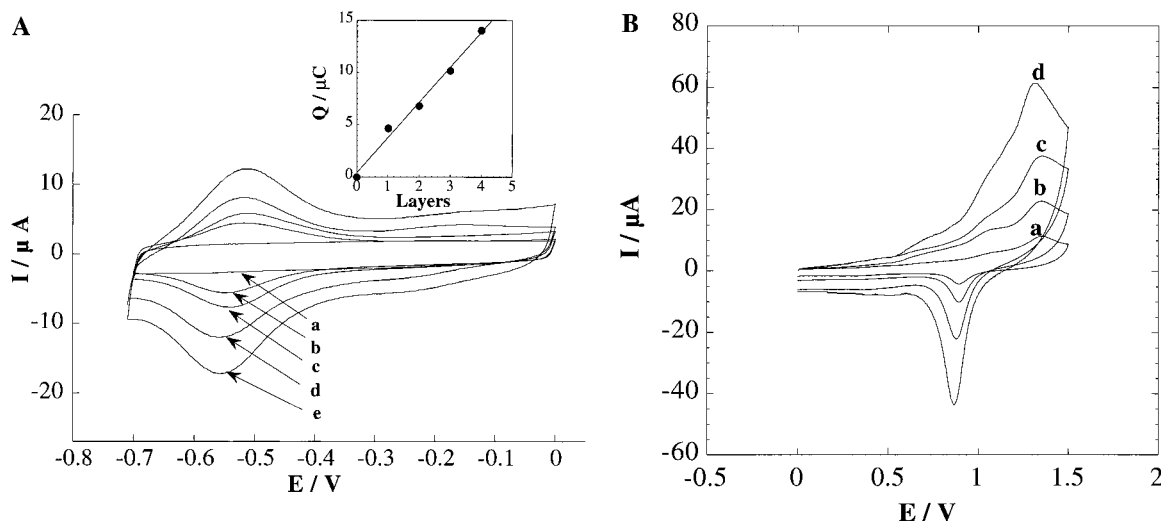 A
Q / μC
15
10
5
0
0 1 2 3 4 5
Layers
I / μ A
20
10
0
-10
-20
a
b
c
d
e
-0.8 -0.7 -0.6 -0.5 -0.4 -0.3 -0.2 -0.1 0
E / V
B
I / μA
80
60
40
20
0
-20
-40
-60
d
c
b
a
-0.5 0 0.5 1 1.5 2
E / V